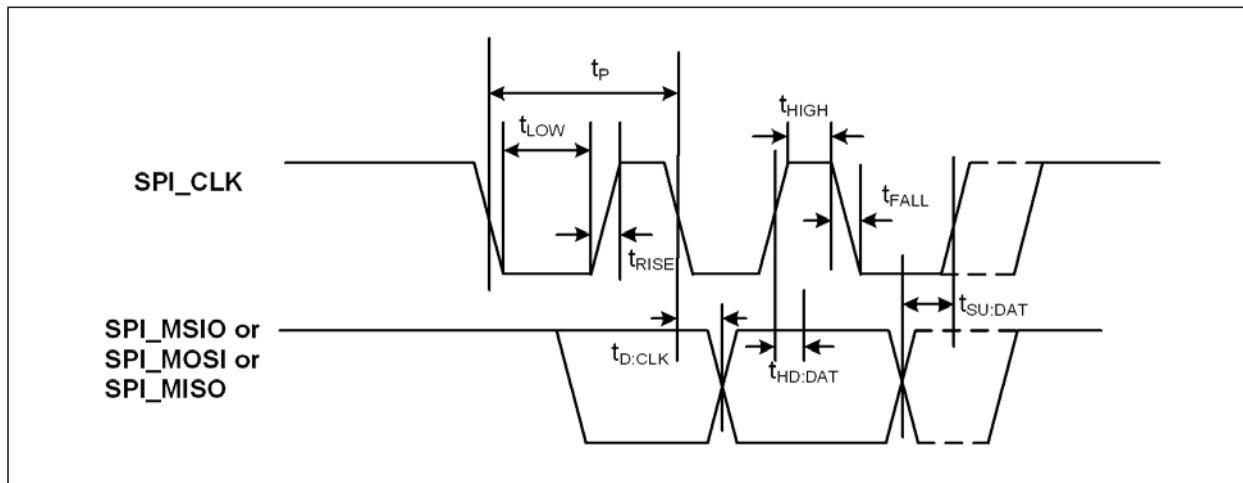 tP
tHIGH
tLOW
SPI_CLK
tFALL
tRISE
tSU:DAT
SPI_MSIO or
SPI_MOSI or
SPI_MISO
tD:CLK
tHD:DAT